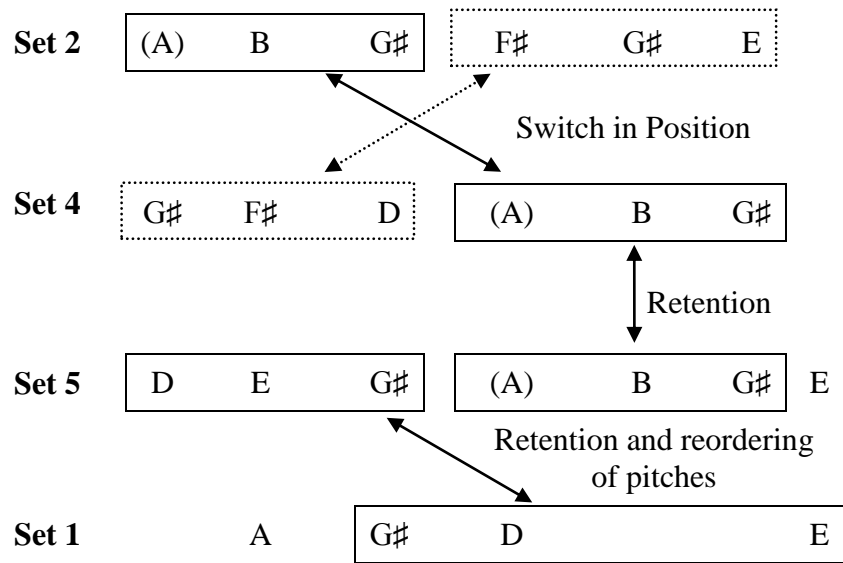 Set 2 (A) B G♯ F♯ G♯ E
Switch in Position
Set 4 G♯ F♯ D (A) B G♯
Retention
Set 5 D E G♯ (A) B G♯ E
Retention and reordering
of pitches
Set 1 A G♯ D E